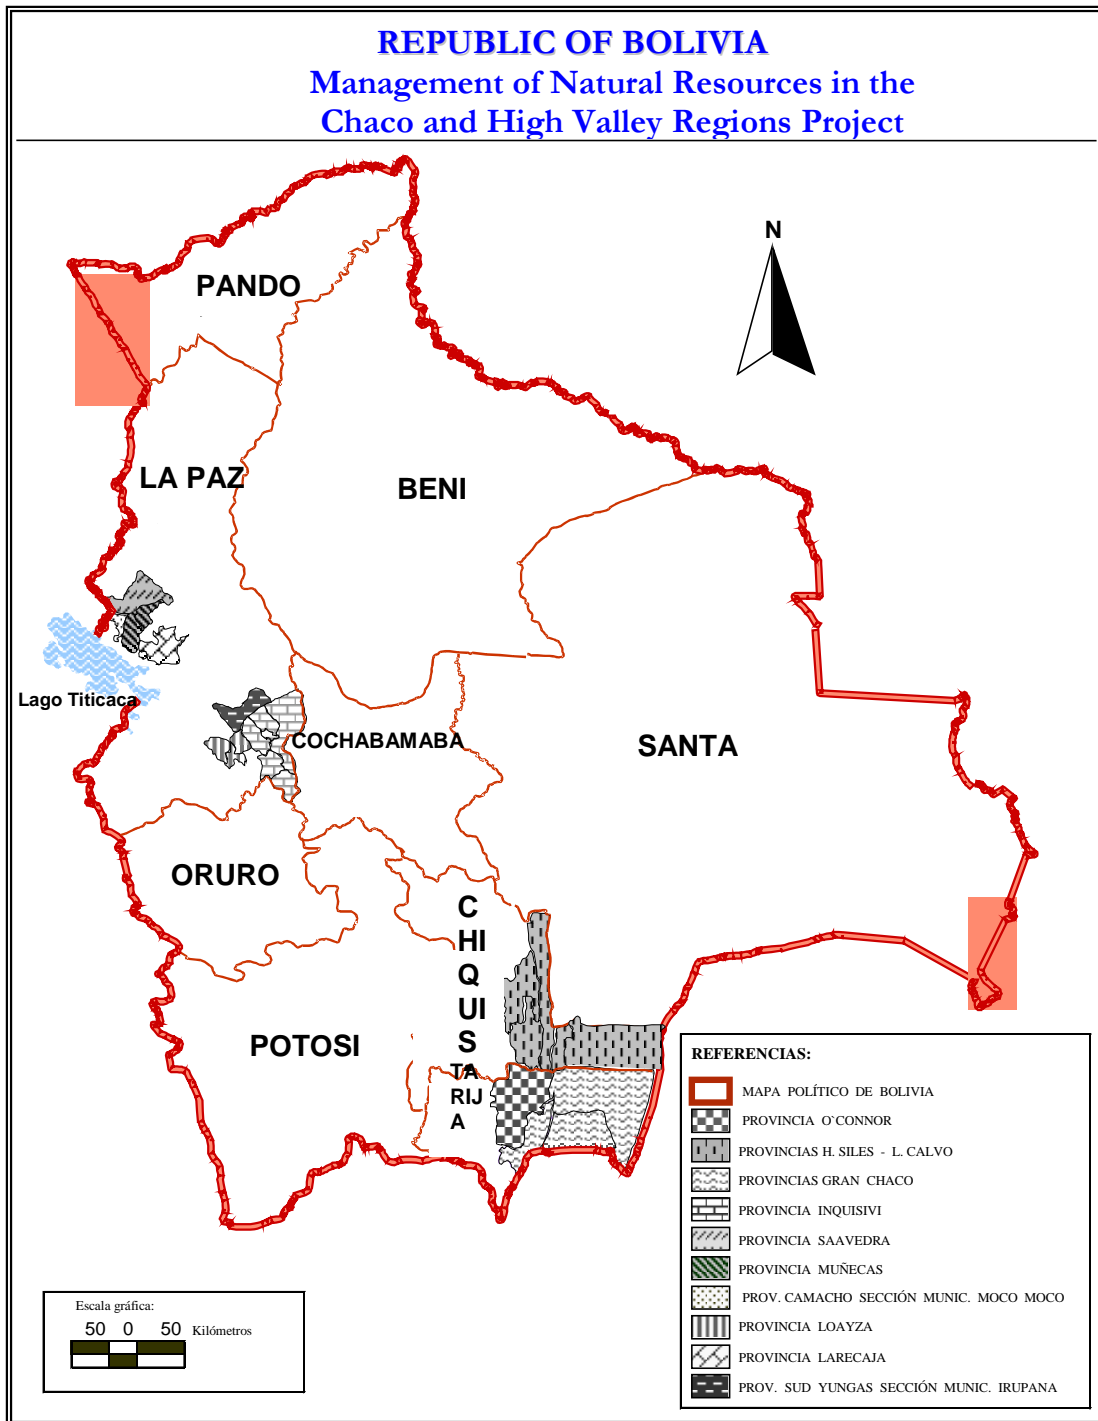 REPUBLIC OF BOLIVIA
Management of Natural Resources in the
Chaco and High Valley Regions Project
N
PANDO
LA PAZ
BENI
Lago Titicaca
COCHABAMABA
SANTA
ORURO
C
HI
Q
UI
S
TA
RIJ
A
POTOSI
REFERENCIAS:
MAPA POLÍTICO DE BOLIVIA
PROVINCIA O`CONNOR
PROVINCIAS H. SILES - L. CALVO
PROVINCIAS GRAN CHACO
PROVINCIA INQUISIVI
PROVINCIA SAAVEDRA
PROVINCIA MUÑECAS
PROV. CAMACHO SECCIÓN MUNIC. MOCO MOCO
PROVINCIA LOAYZA
PROVINCIA LARECAJA
PROV. SUD YUNGAS SECCIÓN MUNIC. IRUPANA
Escala gráfica:
50 0 50 Kilómetros